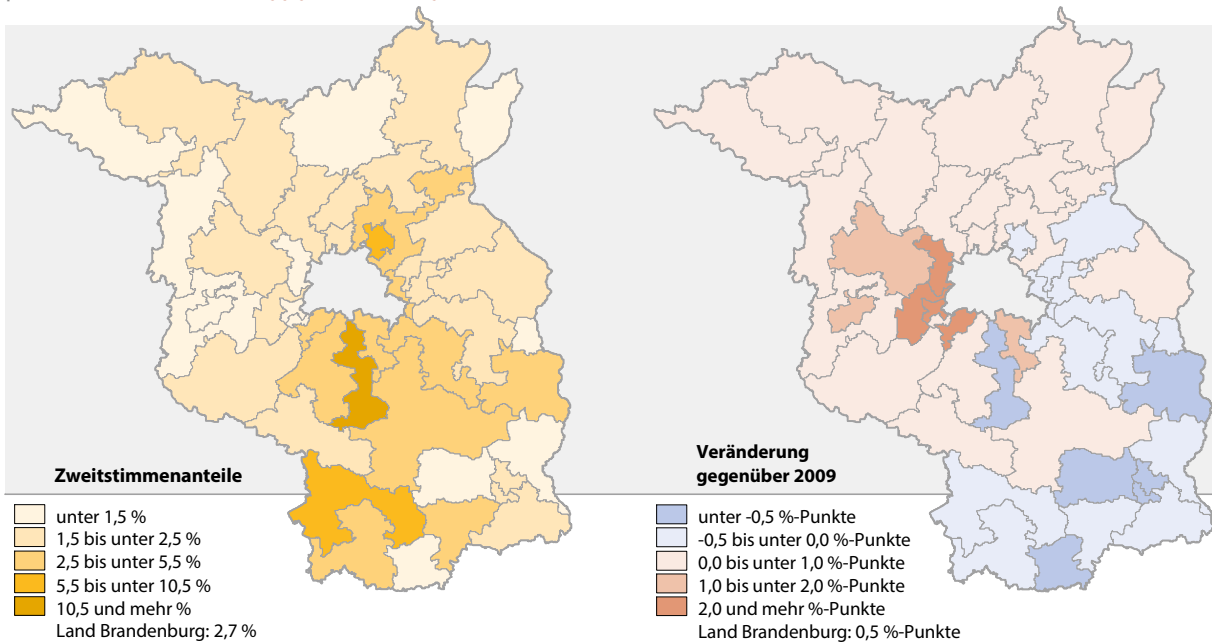 Zweitstimmenanteile
unter 1,5 %
1,5 bis unter 2,5 %
2,5 bis unter 5,5 %
5,5 bis unter 10,5 %
10,5 und mehr %
Land Brandenburg: 2,7 %
Veränderung
gegenüber 2009
unter -0,5 %-Punkte
-0,5 bis unter 0,0 %-Punkte
0,0 bis unter 1,0 %-Punkte
1,0 bis unter 2,0 %-Punkte
2,0 und mehr %-Punkte
Land Brandenburg: 0,5 %-Punkte